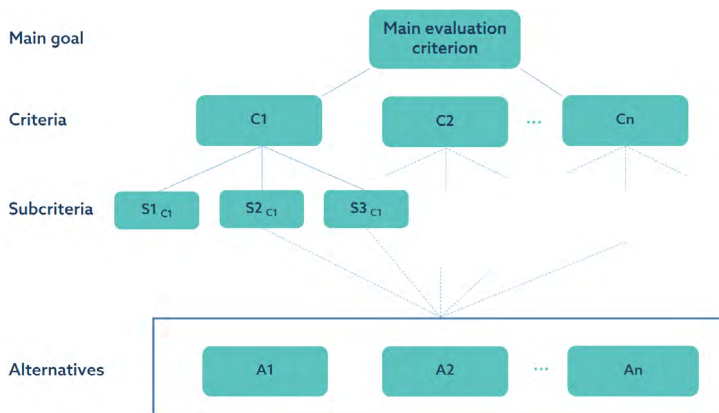 Main goal
Main evaluation
criterion
Criteria
C1
C2
...
Cn
Subcriteria
S1 C1
S2 C1
S3 C1
Alternatives
A1
A2
...
An